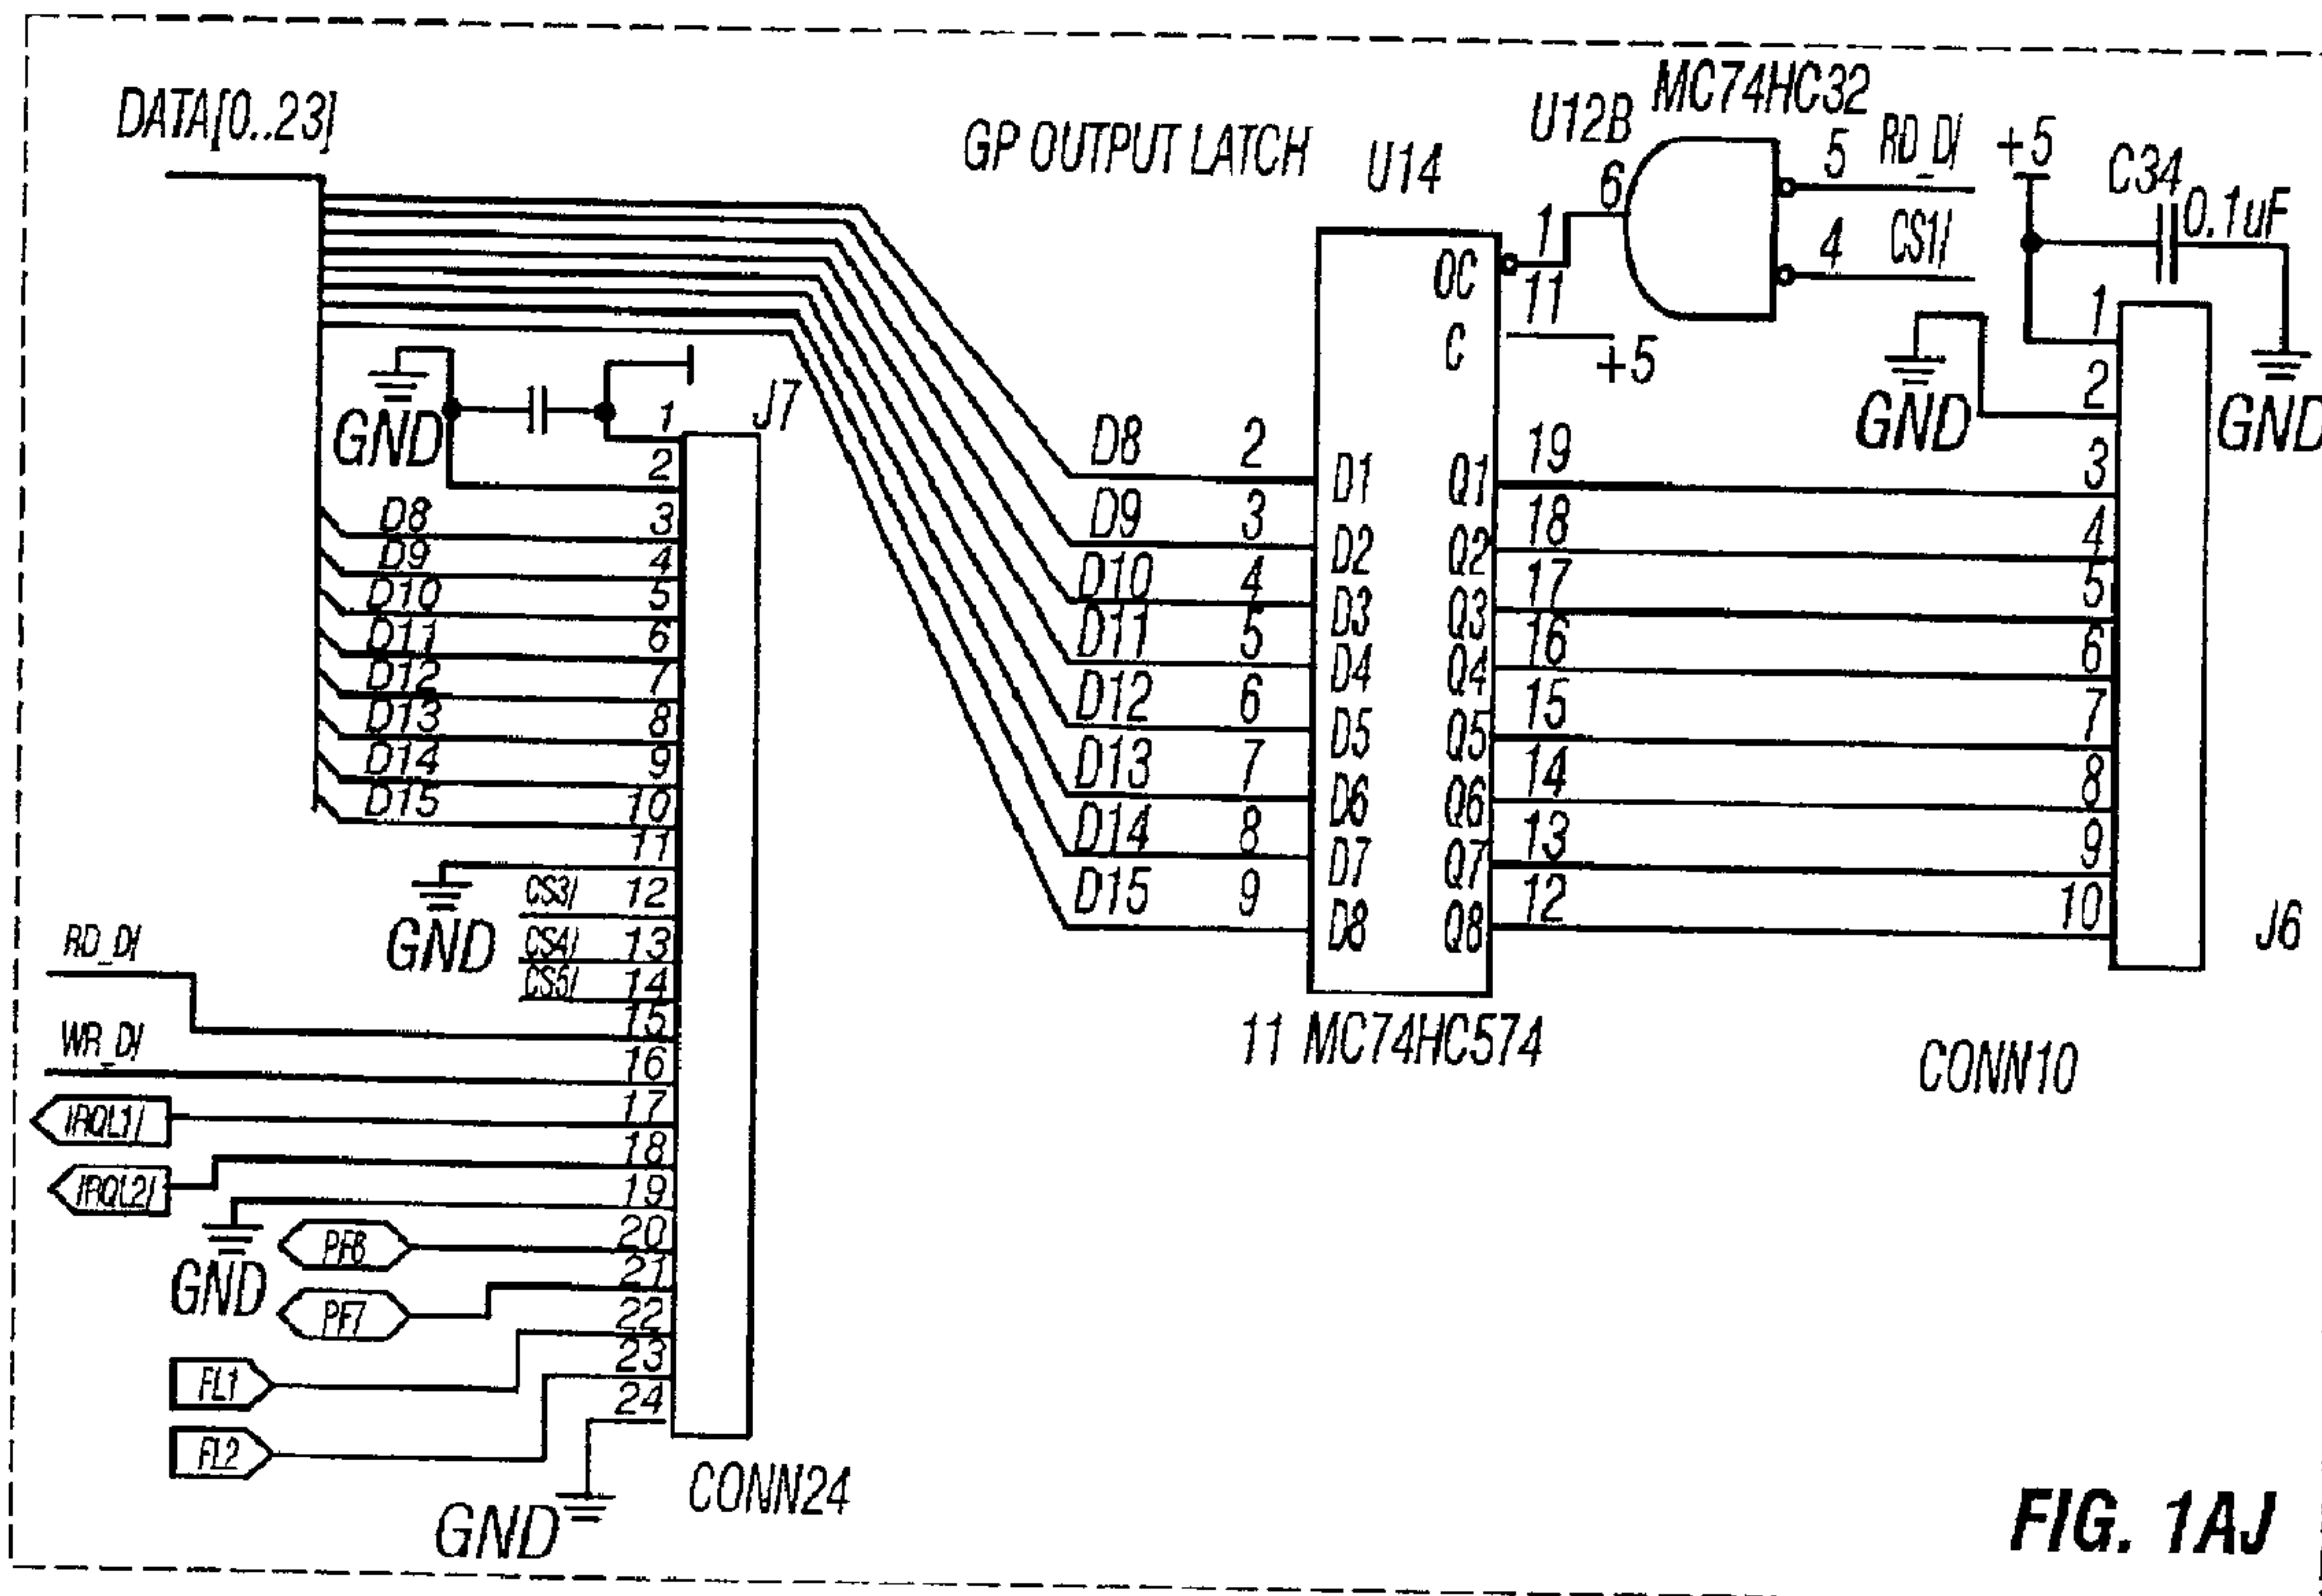 DATA[0..23]
GP OUTPUT LATCH
U14
U12B
MC74HC32
6
5 RD_D/
4 CS1/
+5
C34
0.1uF
1
OC
11
C
+5
GND
GND
1
2
GND
J7
1
2
D8 3
D9 4
D10 5
D11 6
D12 7
D13 8
D14 9
D15 10
11
GND
CS3/ 12
CS4/ 13
CS5/ 14
RD_D/ 15
WR_D/ 16
IRQL1/ 17
IRQL2/ 18
19
GND
PF6 20
PF7 21
FL1 22
FL2 23
24
GND
CONN24
D8 2 D1 Q1 19 3
D9 3 D2 Q2 18 4
D10 4 D3 Q3 17 5
D11 5 D4 Q4 16 6
D12 6 D5 Q5 15 7
D13 7 D6 Q6 14 8
D14 8 D7 Q7 13 9
D15 9 D8 Q8 12 10
J6
11 MC74HC574
CONN10
FIG. 1AJ